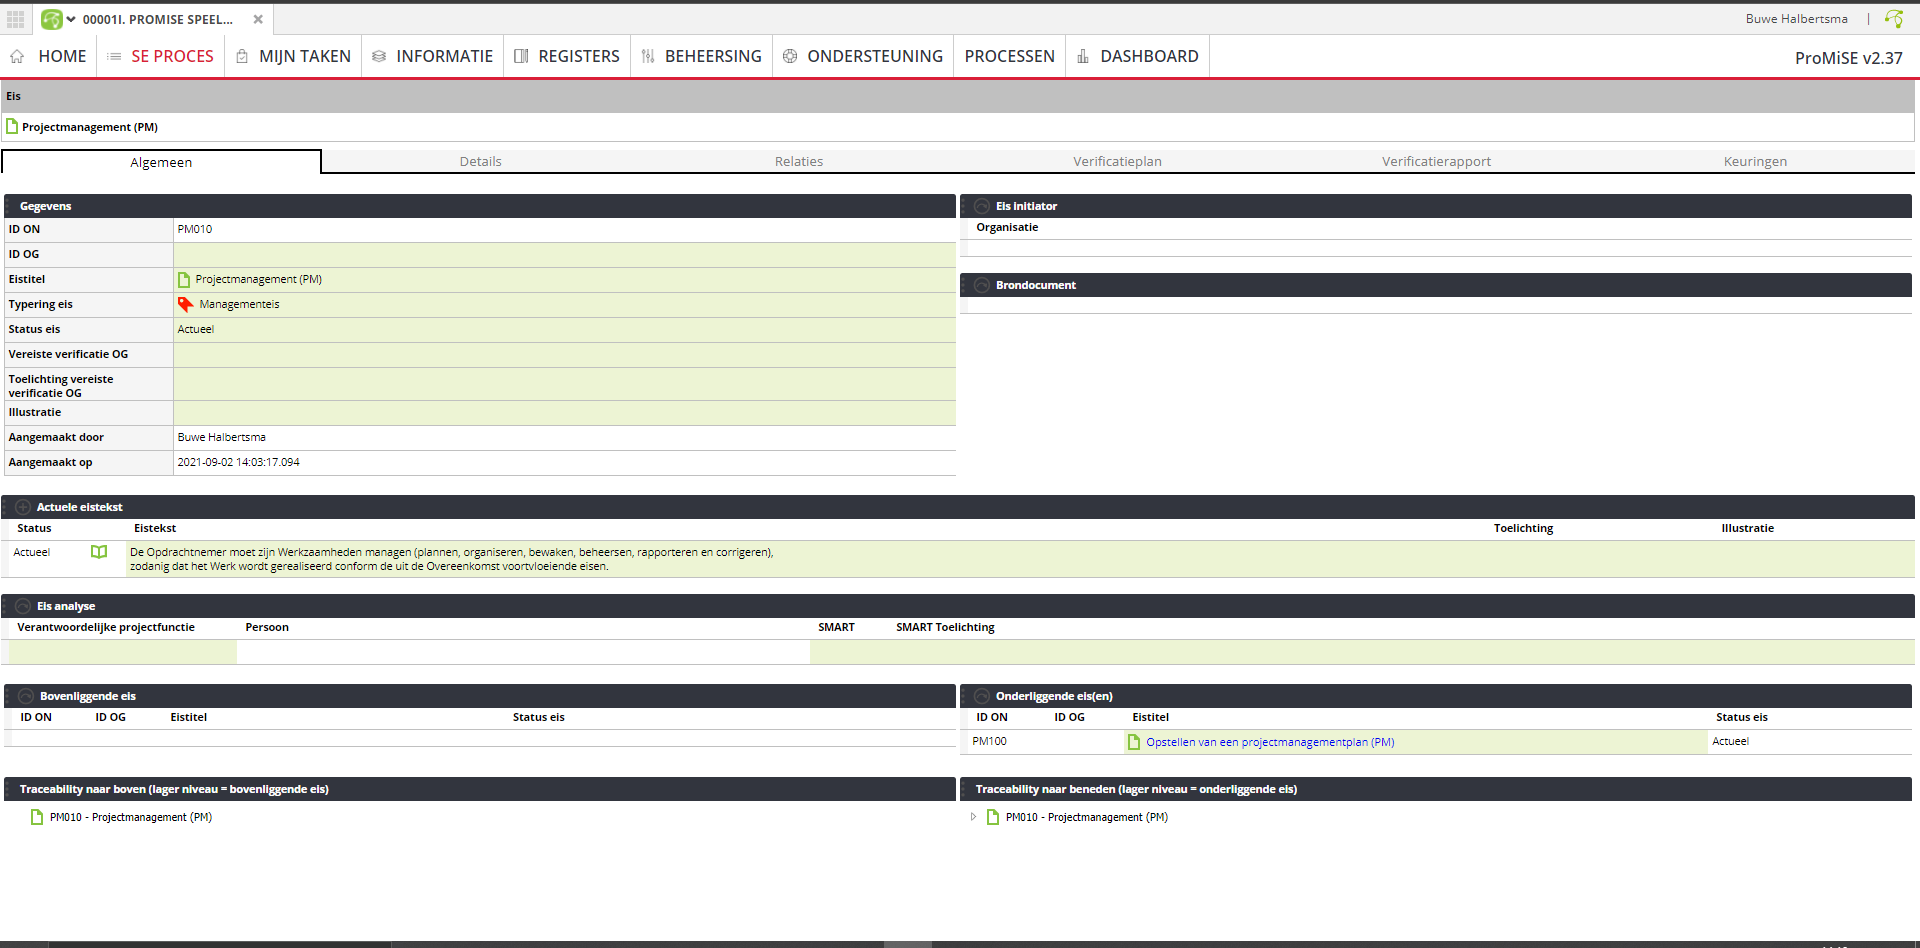 00001I. PROMISE SPEEL...
Buwe Halbertsma
HOME SE PROCES MIJN TAKEN INFORMATIE REGISTERS BEHEERSING ONDERSTEUNING PROCESSEN DASHBOARD
ProMiSE v2.37
Eis
Projectmanagement (PM)
Algemeen Details Relaties Verificatieplan Verificatierapport Keuringen
Gegevens
ID ON PM010
ID OG
Eistitel Projectmanagement (PM)
Typering eis Managementeis
Status eis Actueel
Vereiste verificatie OG
Toelichting vereiste
verificatie OG
Illustratie
Aangemaakt door Buwe Halbertsma
Aangemaakt op 2021-09-02 14:03:17.094
Eis initiator
Organisatie
Brondocument
Actuele eistekst
Status Eistekst Toelichting Illustratie
Actueel De Opdrachtnemer moet zijn Werkzaamheden managen (plannen, organiseren, bewaken, beheersen, rapporteren en corrigeren),
zodanig dat het Werk wordt gerealiseerd conform de uit de Overeenkomst voortvloeiende eisen.
Eis analyse
Verantwoordelijke projectfunctie Persoon SMART SMART Toelichting
Bovenliggende eis
ID ON ID OG Eistitel Status eis
Onderliggende eis(en)
ID ON ID OG Eistitel Status eis
PM100 Opstellen van een projectmanagementplan (PM) Actueel
Traceability naar boven (lager niveau = bovenliggende eis)
PM010 - Projectmanagement (PM)
Traceability naar beneden (lager niveau = onderliggende eis)
PM010 - Projectmanagement (PM)